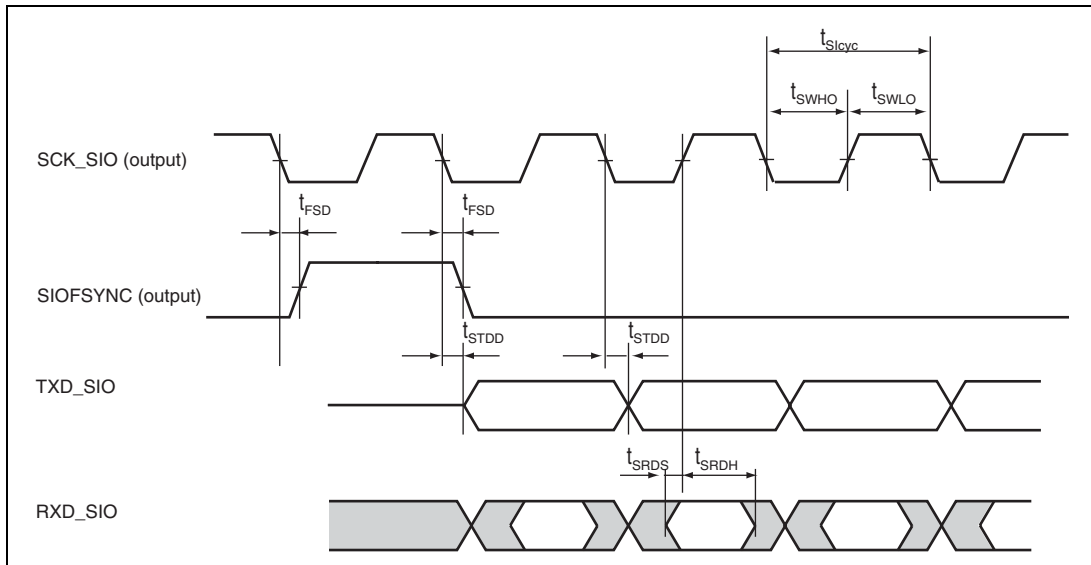 tSIcyc
tSWHO tSWLO
SCK_SIO (output)
tFSD tFSD
SIOFSYNC (output)
tSTDD tSTDD
TXD_SIO
tSRDS tSRDH
RXD_SIO